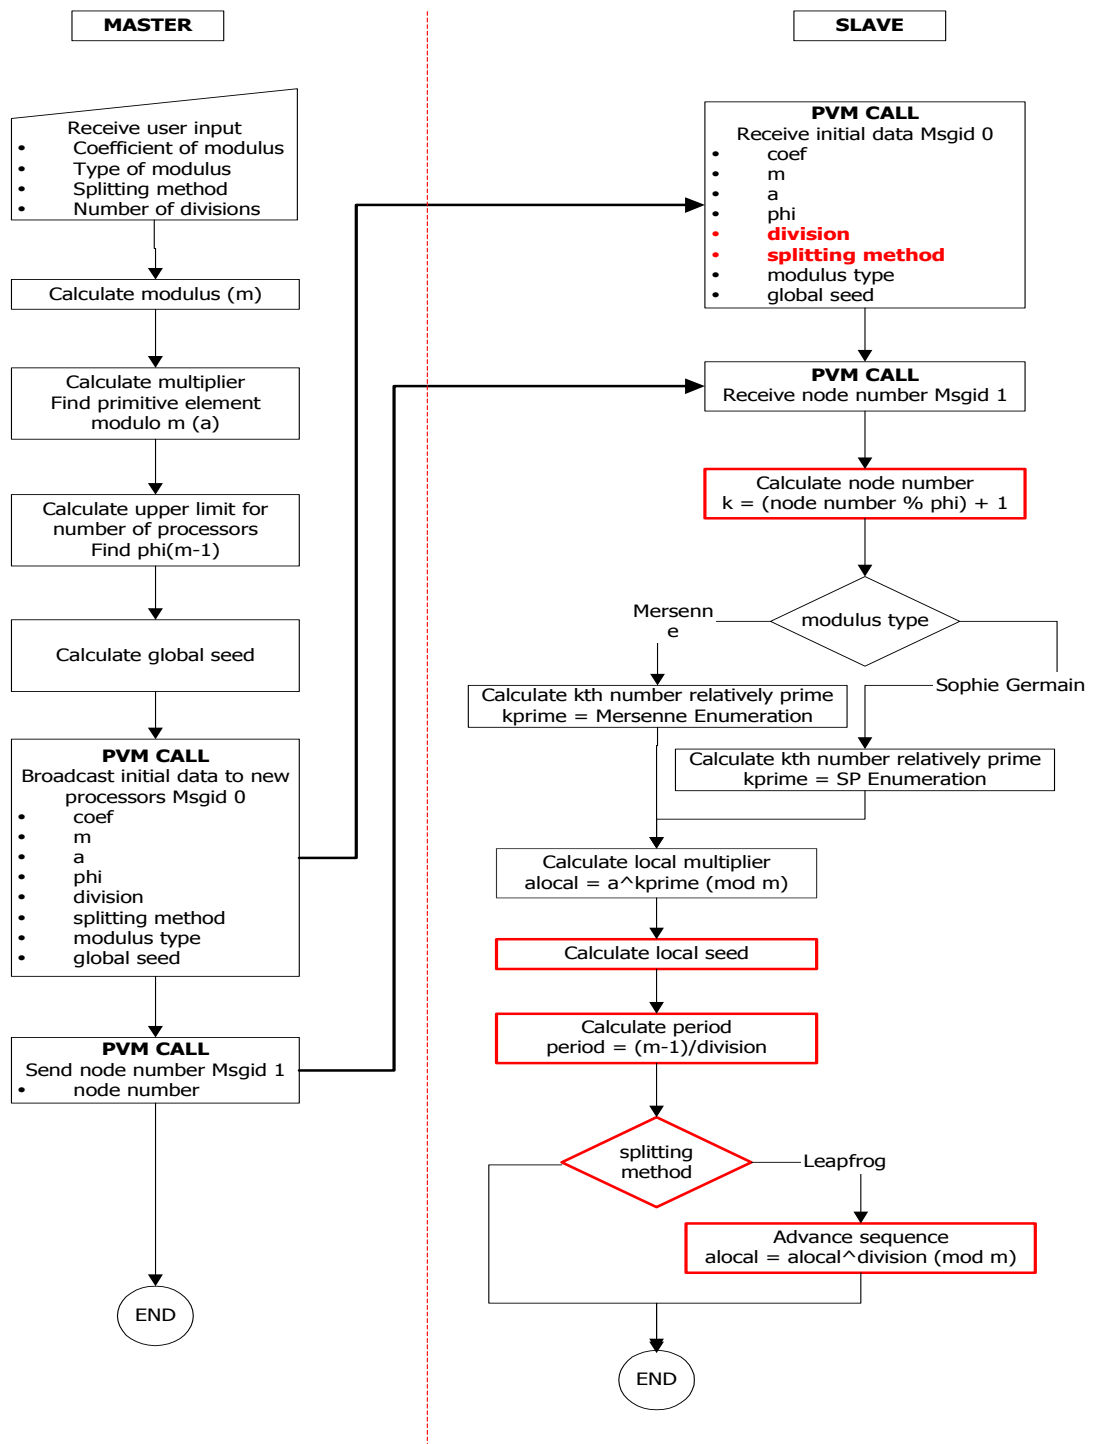 MASTER
Receive user input
• Coefficient of modulus
• Type of modulus
• Splitting method
• Number of divisions
Calculate modulus (m)
Calculate multiplier
Find primitive element
modulo m (a)
Calculate upper limit for
number of processors
Find phi(m-1)
Calculate global seed
PVM CALL
Broadcast initial data to new
processors Msgid 0
• coef
• m
• a
• phi
• division
• splitting method
• modulus type
• global seed
PVM CALL
Send node number Msgid 1
• node number
END
SLAVE
PVM CALL
Receive initial data Msgid 0
• coef
• m
• a
• phi
• division
• splitting method
• modulus type
• global seed
PVM CALL
Receive node number Msgid 1
Calculate node number
k = (node number % phi) + 1
modulus type
Mersenn
e
Sophie Germain
Calculate kth number relatively prime
kprime = Mersenne Enumeration
Calculate kth number relatively prime
kprime = SP Enumeration
Calculate local multiplier
alocal = a^kprime (mod m)
Calculate local seed
Calculate period
period = (m-1)/division
splitting
method
Leapfrog
Advance sequence
alocal = alocal^division (mod m)
END